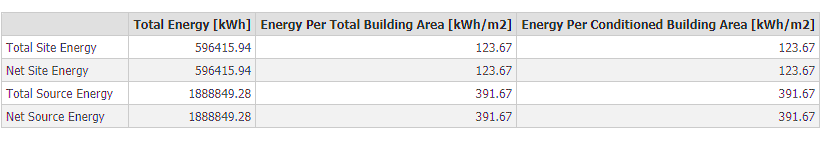 Total Energy [kWh] Energy Per Total Building Area [kWh/m2] Energy Per Conditioned Building Area [kWh/m2]
Total Site Energy 596415.94 123.67 123.67
Net Site Energy 596415.94 123.67 123.67
Total Source Energy 1888849.28 391.67 391.67
Net Source Energy 1888849.28 391.67 391.67